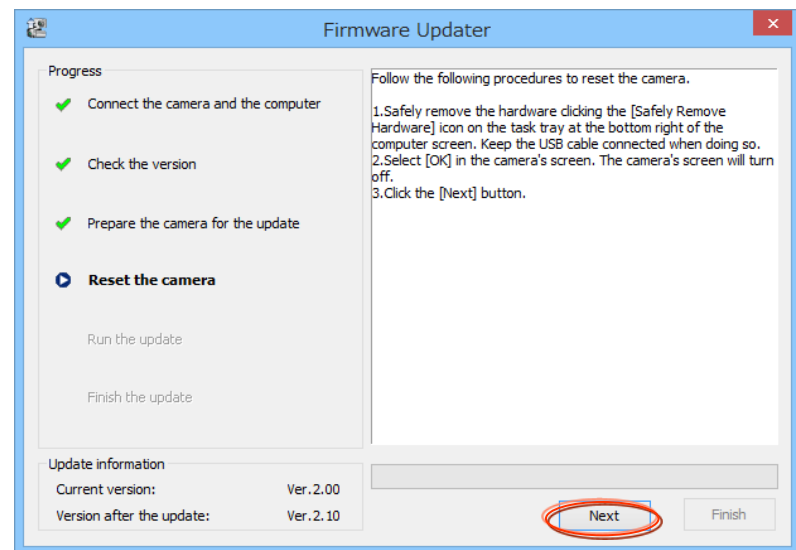 Firmware Updater
Progress
Connect the camera and the computer
Check the version
Prepare the camera for the update
Reset the camera
Run the update
Finish the update
Follow the following procedures to reset the camera.
1.Safely remove the hardware clicking the [Safely Remove
Hardware] icon on the task tray at the bottom right of the
computer screen. Keep the USB cable connected when doing so.
2.Select [OK] in the camera's screen. The camera's screen will turn
off.
3.Click the [Next] button.
Update information
Current version: Ver.2.00
Version after the update: Ver.2.10
Next
Finish